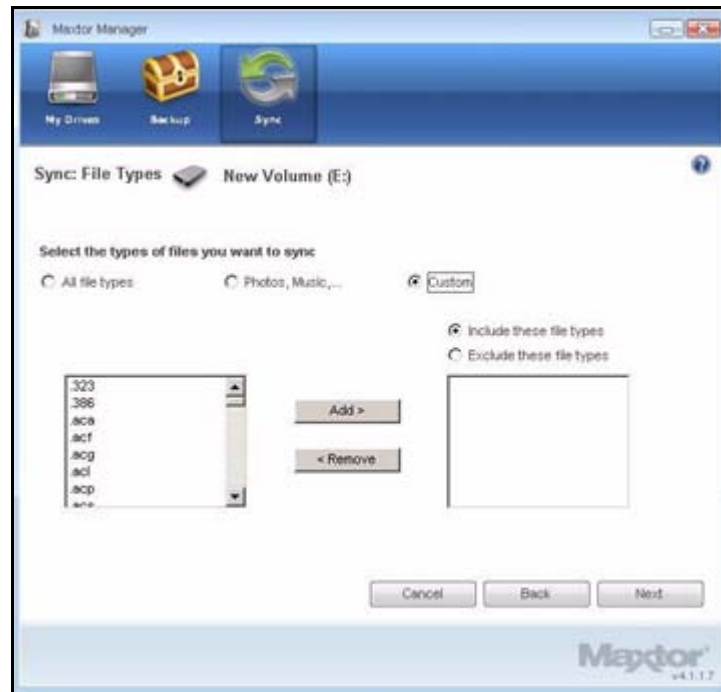 Maxtor Manager
My Drives Backup Sync
Sync: File Types New Volume (E:)
Select the types of files you want to sync
All file types Photos, Music,... Custom
Include these file types
Exclude these file types
.323
.386
.aca
.acf
.acg
.acl
.acp
.acs
Add >
< Remove
Cancel Back Next
Maxtor
v4.1.1.7